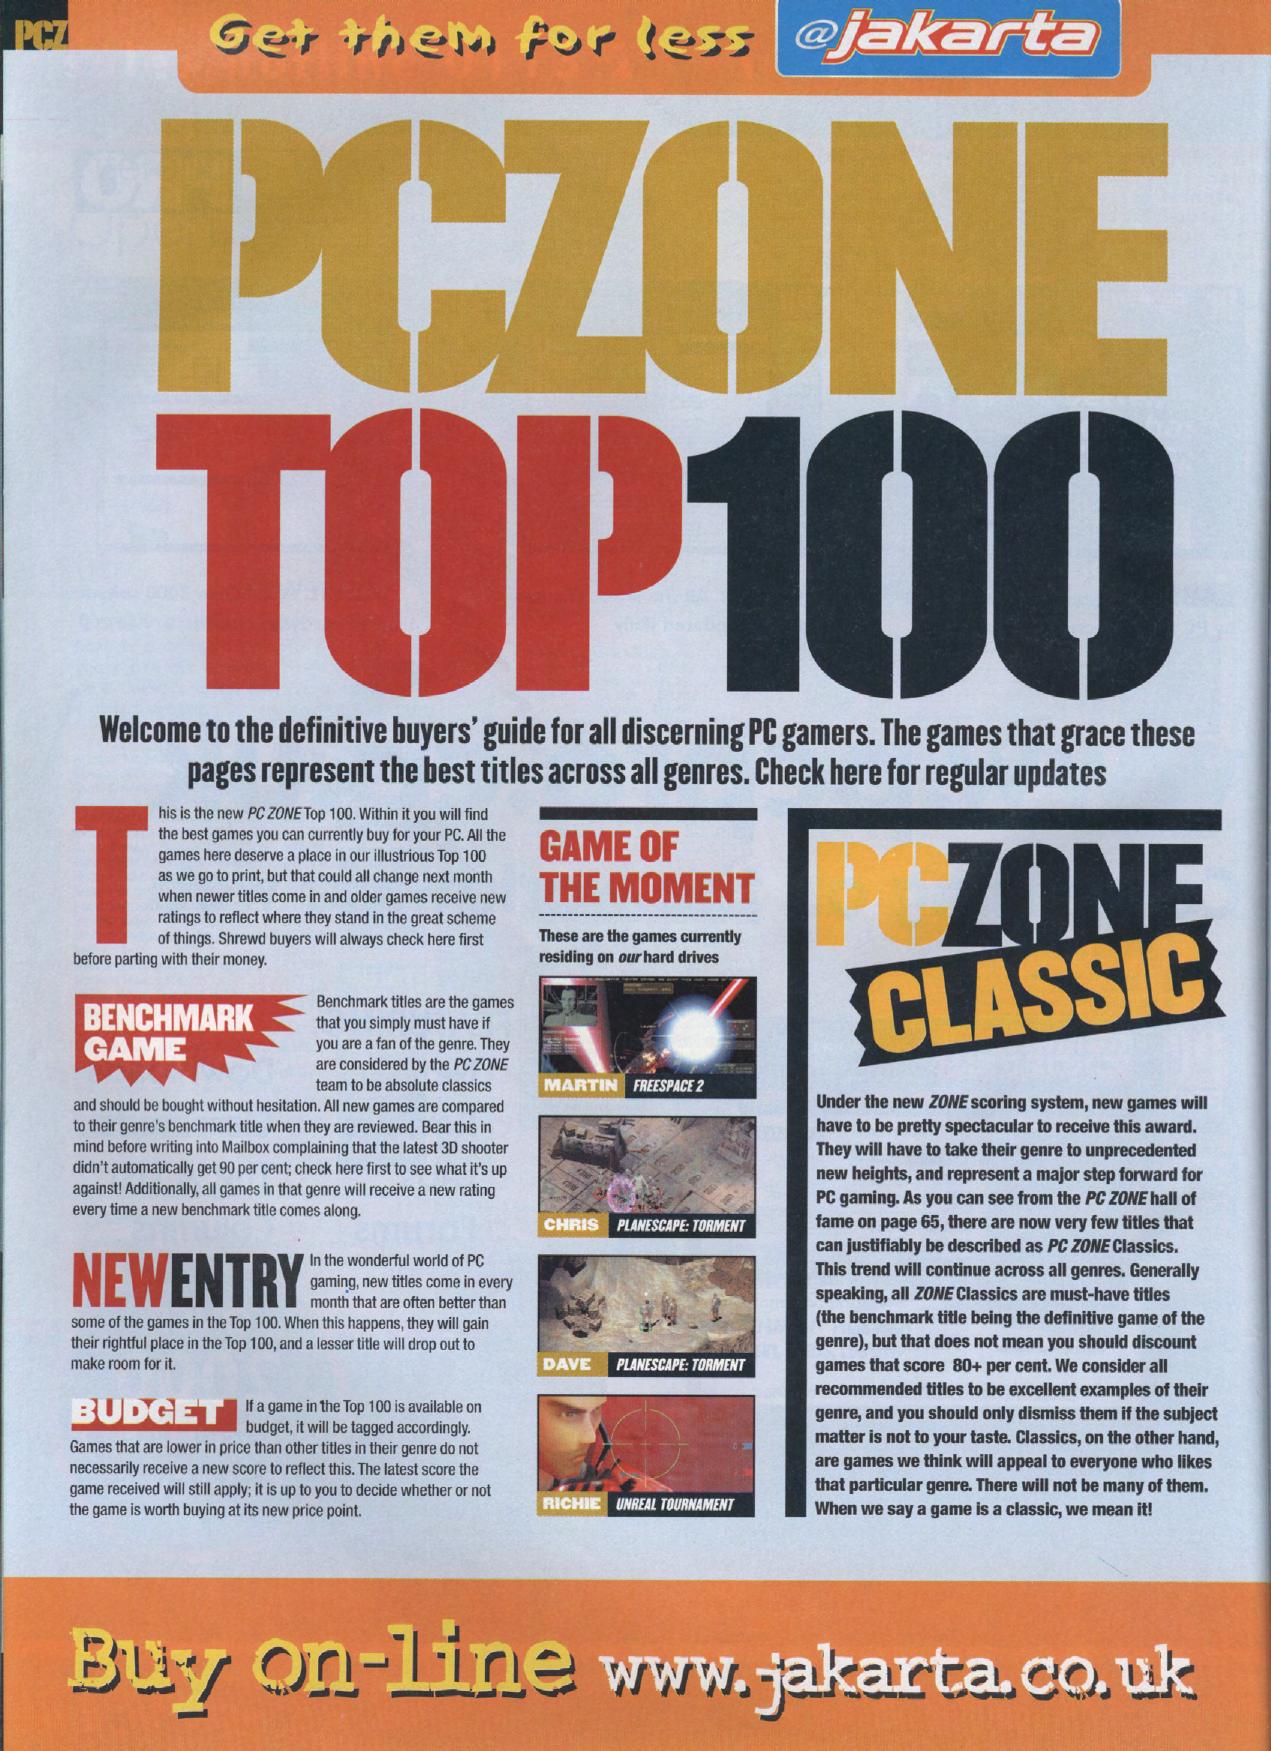 PCZ
Get them for less @jakarta
PCZONE
TOP100
Welcome to the definitive buyers' guide for all discerning PC gamers. The games that grace these
pages represent the best titles across all genres. Check here for regular updates
This is the new PC ZONE Top 100. Within it you will find
the best games you can currently buy for your PC. All the
games here deserve a place in our illustrious Top 100
as we go to print, but that could all change next month
when newer titles come in and older games receive new
ratings to reflect where they stand in the great scheme
of things. Shrewd buyers will always check here first
before parting with their money.
BENCHMARK
GAME
Benchmark titles are the games
that you simply must have if
you are a fan of the genre. They
are considered by the PC ZONE
team to be absolute classics
and should be bought without hesitation. All new games are compared
to their genre's benchmark title when they are reviewed. Bear this in
mind before writing into Mailbox complaining that the latest 3D shooter
didn't automatically get 90 per cent; check here first to see what it's up
against! Additionally, all games in that genre will receive a new rating
every time a new benchmark title comes along.
NEWENTRY
In the wonderful world of PC
gaming, new titles come in every
month that are often better than
some of the games in the Top 100. When this happens, they will gain
their rightful place in the Top 100, and a lesser title will drop out to
make room for it.
BUDGET
If a game in the Top 100 is available on
budget, it will be tagged accordingly.
Games that are lower in price than other titles in their genre do not
necessarily receive a new score to reflect this. The latest score the
game received will still apply; it is up to you to decide whether or not
the game is worth buying at its new price point.
GAME OF
THE MOMENT
These are the games currently
residing on our hard drives
MARTIN FREESPACE 2
CHRIS PLANESCAPE: TORMENT
DAVE PLANESCAPE: TORMENT
RICHIE UNREAL TOURNAMENT
PCZONE
CLASSIC
Under the new ZONE scoring system, new games will
have to be pretty spectacular to receive this award.
They will have to take their genre to unprecedented
new heights, and represent a major step forward for
PC gaming. As you can see from the PC ZONE hall of
fame on page 65, there are now very few titles that
can justifiably be described as PC ZONE Classics.
This trend will continue across all genres. Generally
speaking, all ZONE Classics are must-have titles
(the benchmark title being the definitive game of the
genre), but that does not mean you should discount
games that score 80+ per cent. We consider all
recommended titles to be excellent examples of their
genre, and you should only dismiss them if the subject
matter is not to your taste. Classics, on the other hand,
are games we think will appeal to everyone who likes
that particular genre. There will not be many of them.
When we say a game is a classic, we mean it!
Buy on-line www.jakarta.co.uk